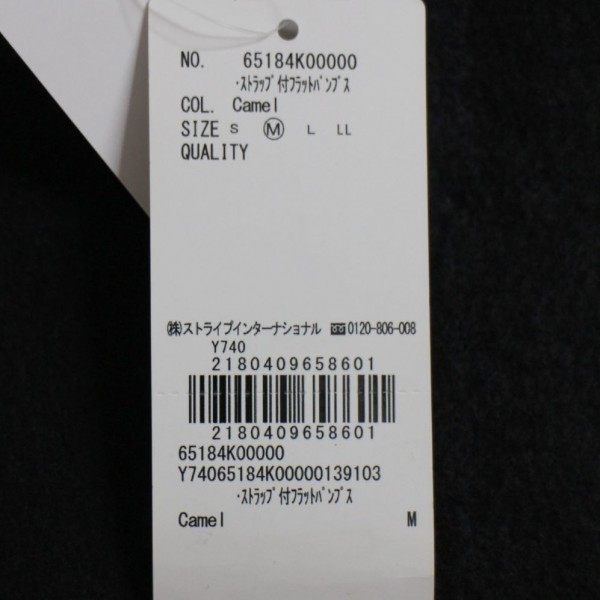 NO. 65184K00000
･ｽﾄﾗｯﾌﾟ付ﾌﾗｯﾄﾊﾟﾝﾌﾟｽ
COL. Camel
SIZE S Ⓜ L LL
QUALITY
㈱ストライプインターナショナル 0120-806-008
Y740
2180409658601
2180409658601
65184K00000
Y74065184K00000139103
･ｽﾄﾗｯﾌﾟ付ﾌﾗｯﾄﾊﾟﾝﾌﾟｽ
Camel M